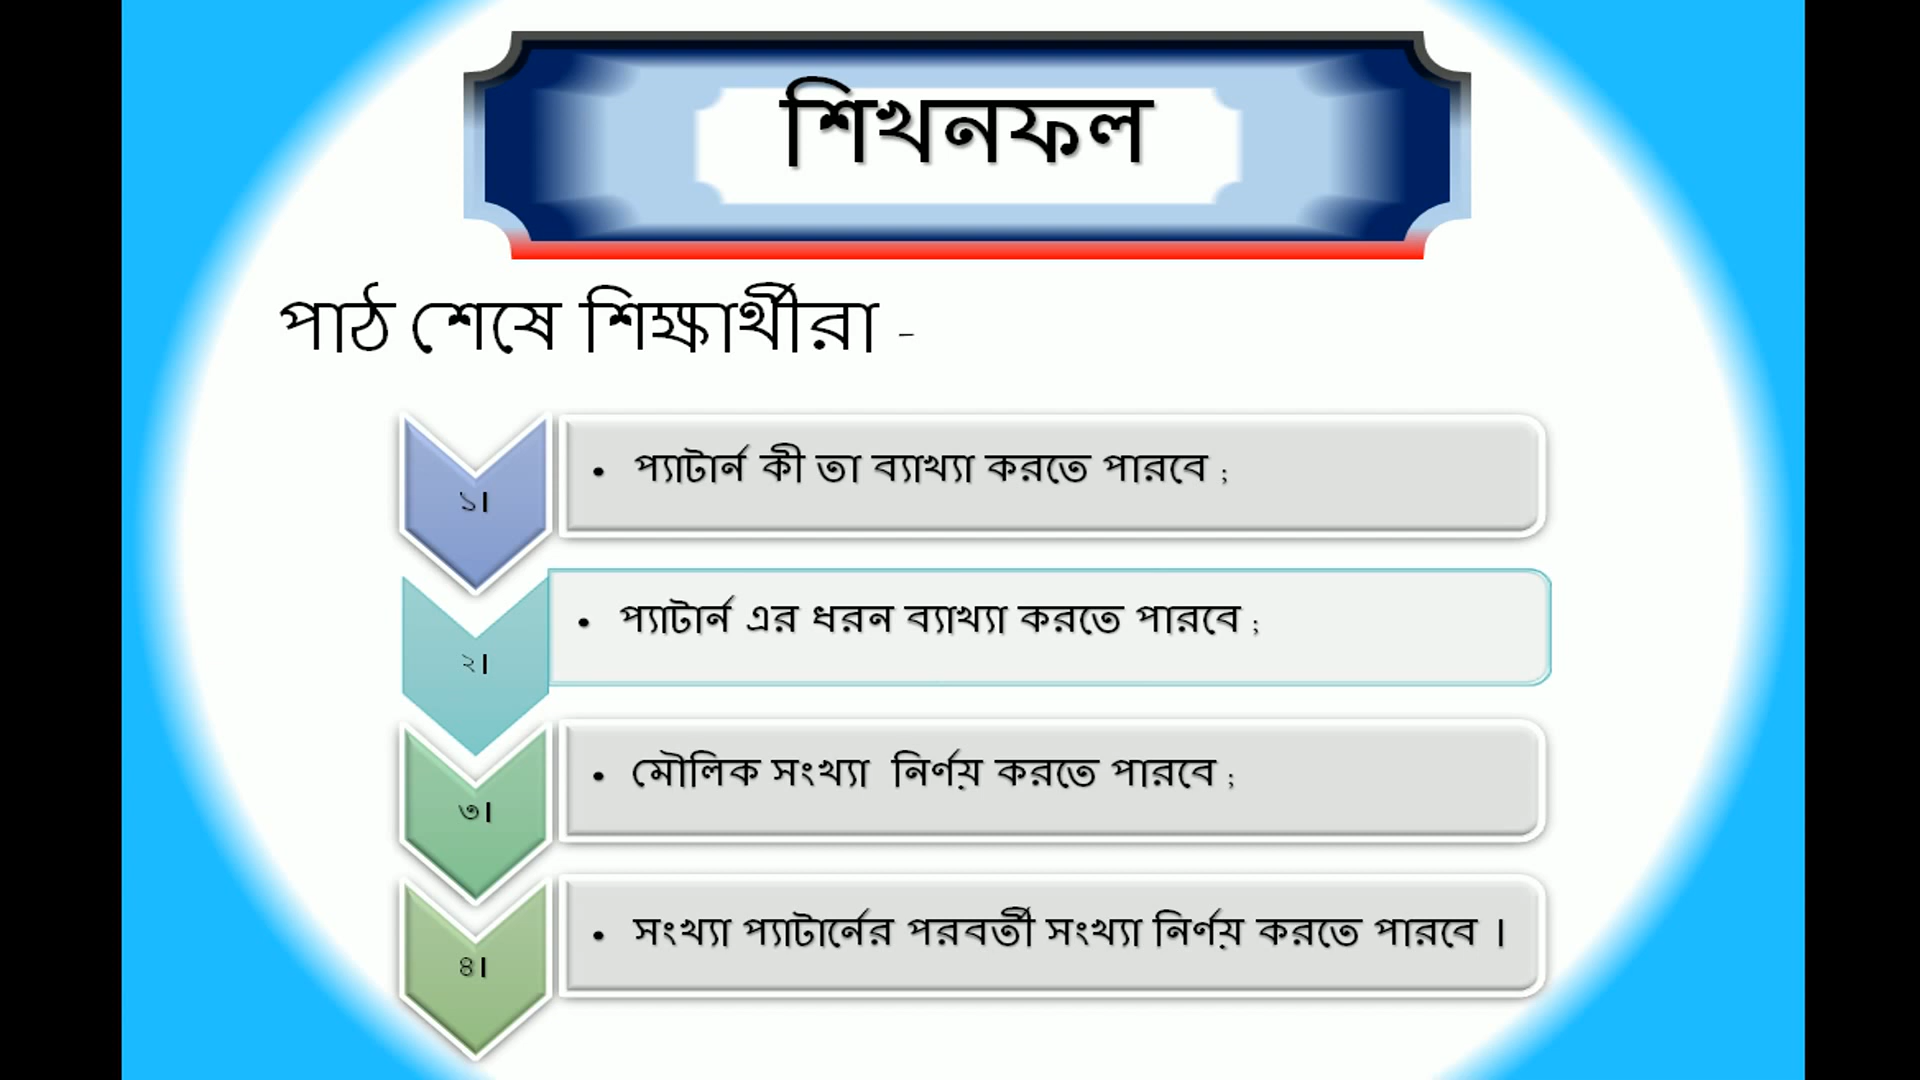 শিখনফল
পাঠ শেষে শিক্ষার্থীরা -
১।
• প্যাটার্ন কী তা ব্যাখ্যা করতে পারবে ;
২।
• প্যাটার্ন এর ধরন ব্যাখ্যা করতে পারবে ;
৩।
• মৌলিক সংখ্যা নির্ণয় করতে পারবে ;
৪।
• সংখ্যা প্যাটার্নের পরবর্তী সংখ্যা নির্ণয় করতে পারবে ।